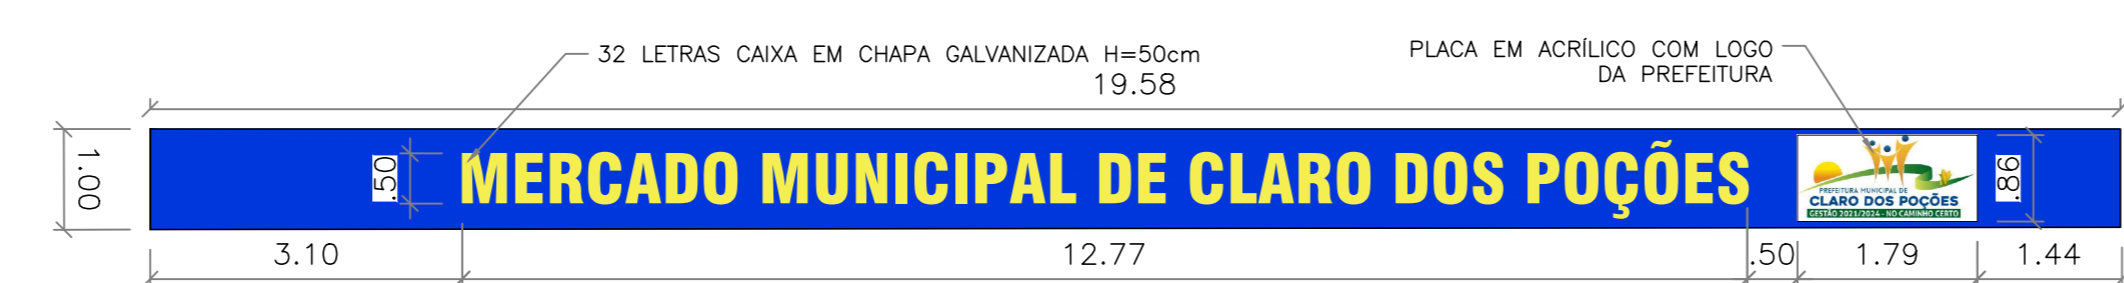 32 LETRAS CAIXA EM CHAPA GALVANIZADA H=50cm
PLACA EM ACRÍLICO COM LOGO
DA PREFEITURA
19.58
1.00
.50
MERCADO MUNICIPAL DE CLARO DOS POÇÕES
PREFEITURA MUNICIPAL DE
CLARO DOS POÇÕES
GESTÃO 2021/2024 - NO CAMINHO CERTO
.86
3.10
12.77
.50
1.79
1.44